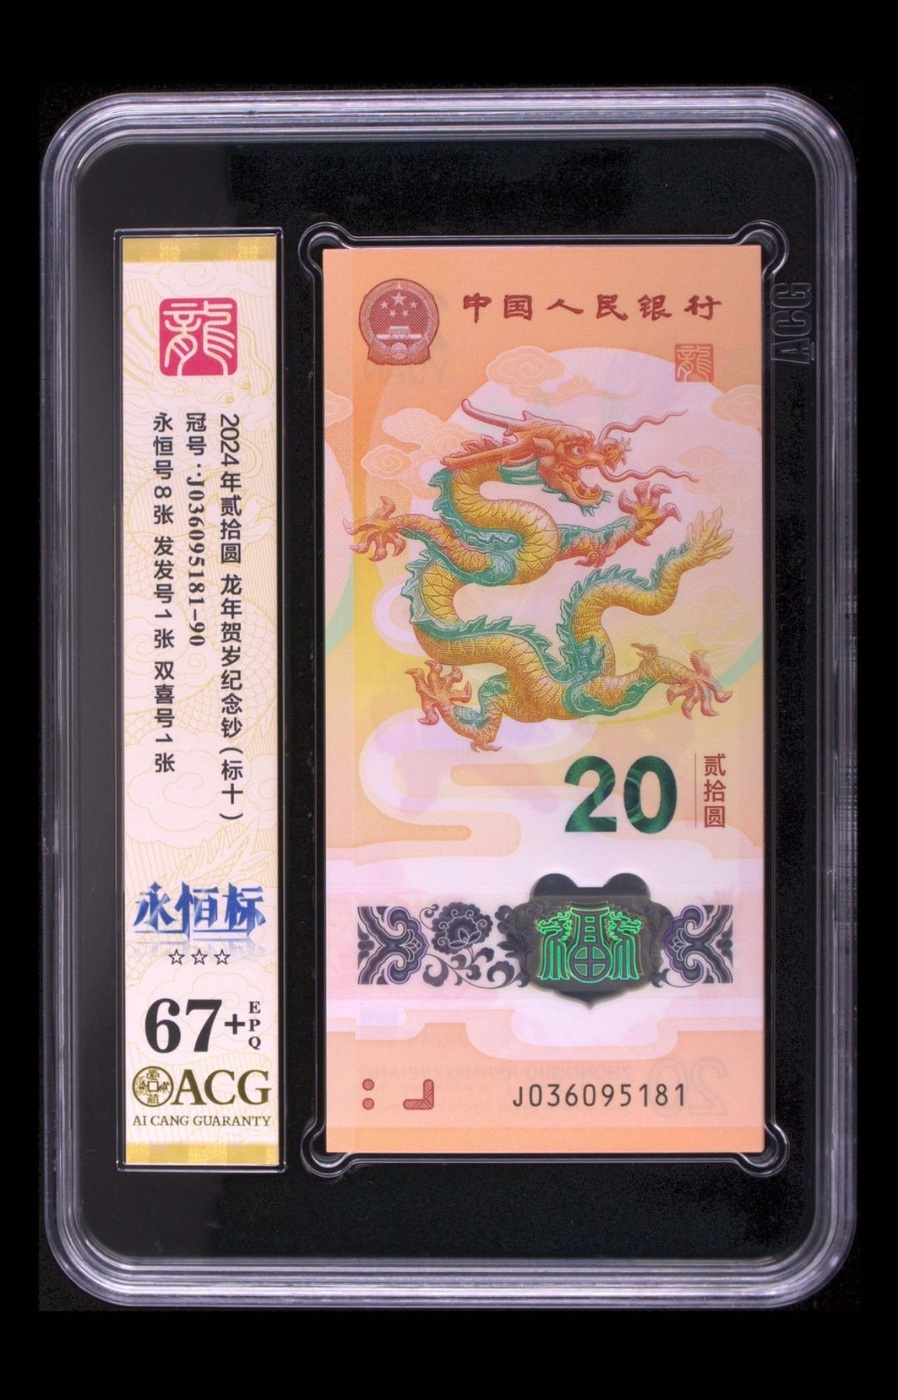 龍
2024年贰拾圆 龙年贺岁纪念钞(标十)
冠号:J036095181-90
永恒号8张 发发号1张 双喜号1张
永恒标
☆☆☆
67+
EPQ
ACG
AI CANG GUARANTY
中国人民银行
龍
20
贰拾圆
J036095181
ACG